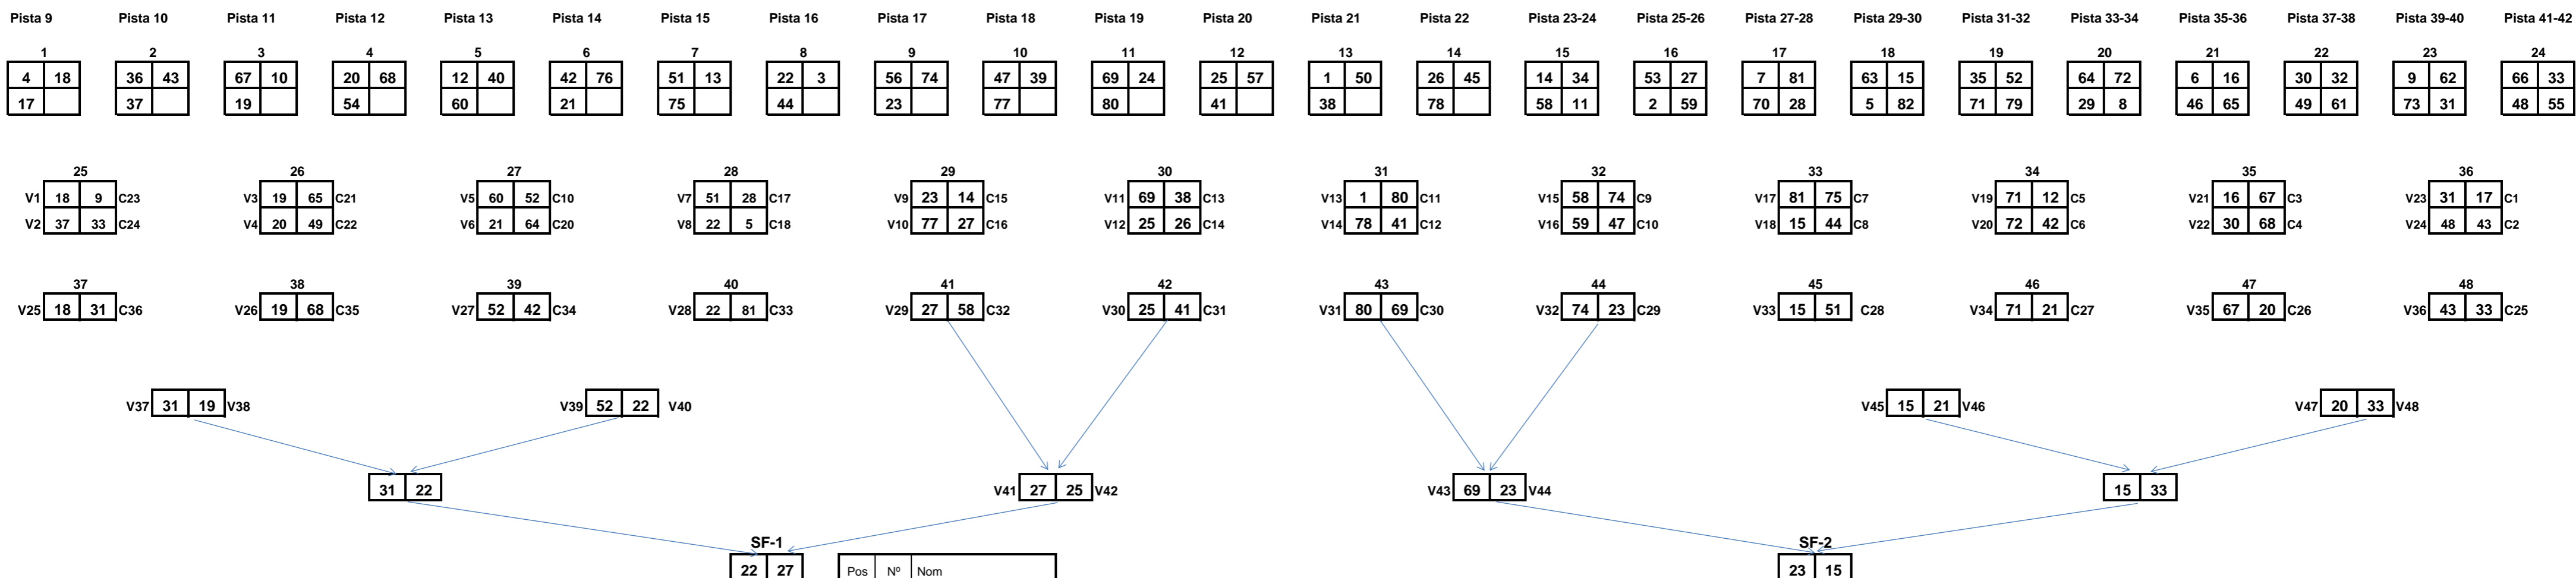 Pista 9 Pista 10 Pista 11 Pista 12 Pista 13 Pista 14 Pista 15 Pista 16 Pista 17 Pista 18 Pista 19 Pista 20 Pista 21 Pista 22 Pista 23-24 Pista 25-26 Pista 27-28 Pista 29-30 Pista 31-32 Pista 33-34 Pista 35-36 Pista 37-38 Pista 39-40 Pista 41-42
1 2 3 4 5 6 7 8 9 10 11 12 13 14 15 16 17 18 19 20 21 22 23 24
4 18 36 43 67 10 20 68 12 40 42 76 51 13 22 3 56 74 47 39 69 24 25 57 1 50 26 45 14 34 53 27 7 81 63 15 35 52 64 72 6 16 30 32 9 62 66 33
17 37 19 54 60 21 75 44 23 77 80 41 38 78 58 11 2 59 70 28 5 82 71 79 29 8 46 65 49 61 73 31 48 55
25 26 27 28 29 30 31 32 33 34 35 36
V1 18 9 C23 V3 19 65 C21 V5 60 52 C10 V7 51 28 C17 V9 23 14 C15 V11 69 38 C13 V13 1 80 C11 V15 58 74 C9 V17 81 75 C7 V19 71 12 C5 V21 16 67 C3 V23 31 17 C1
V2 37 33 C24 V4 20 49 C22 V6 21 64 C20 V8 22 5 C18 V10 77 27 C16 V12 25 26 C14 V14 78 41 C12 V16 59 47 C10 V18 15 44 C8 V20 72 42 C6 V22 30 68 C4 V24 48 43 C2
37 38 39 40 41 42 43 44 45 46 47 48
V25 18 31 C36 V26 19 68 C35 V27 52 42 C34 V28 22 81 C33 V29 27 58 C32 V30 25 41 C31 V31 80 69 C30 V32 74 23 C29 V33 15 51 C28 V34 71 21 C27 V35 67 20 C26 V36 43 33 C25
V37 31 19 V38 V39 52 22 V40 V45 15 21 V46 V47 20 33 V48
31 22 V41 27 25 V42 V43 69 23 V44 15 33
SF-1 SF-2
22 27 Pos Nº Nom 23 15